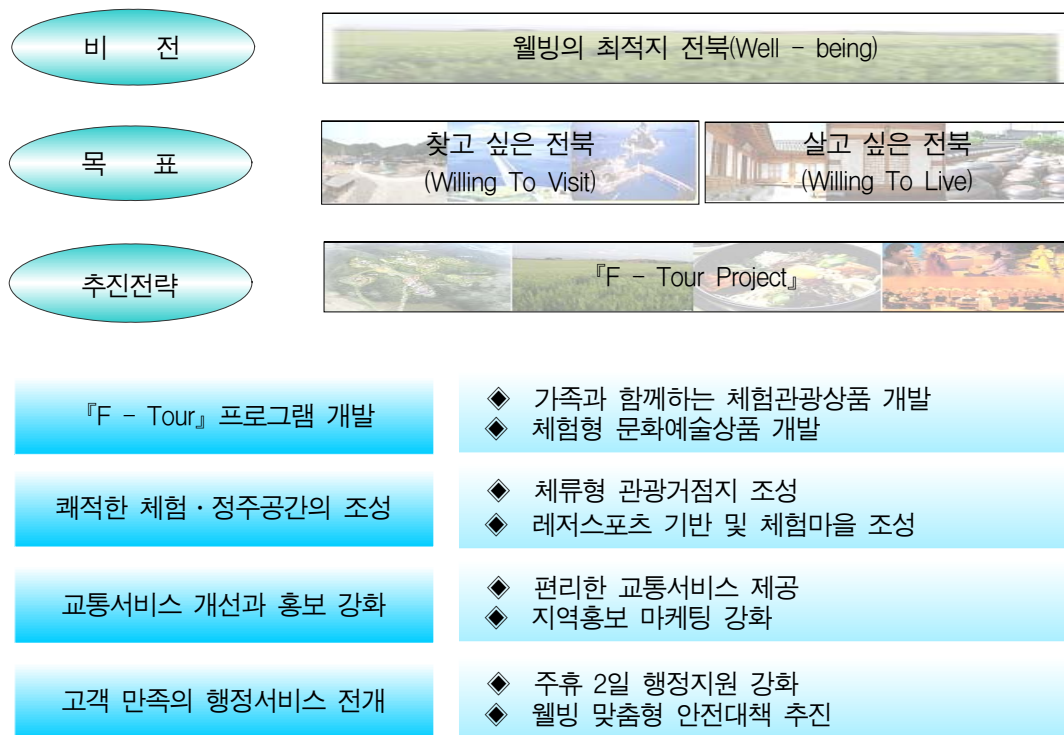 비 전
웰빙의 최적지 전북(Well - being)
목 표
찾고 싶은 전북
(Willing To Visit)
살고 싶은 전북
(Willing To Live)
추진전략
『F - Tour Project』
『F - Tour』 프로그램 개발
◈ 가족과 함께하는 체험관광상품 개발
◈ 체험형 문화예술상품 개발
쾌적한 체험·정주공간의 조성
◈ 체류형 관광거점지 조성
◈ 레저스포츠 기반 및 체험마을 조성
교통서비스 개선과 홍보 강화
◈ 편리한 교통서비스 제공
◈ 지역홍보 마케팅 강화
고객 만족의 행정서비스 전개
◈ 주휴 2일 행정지원 강화
◈ 웰빙 맞춤형 안전대책 추진